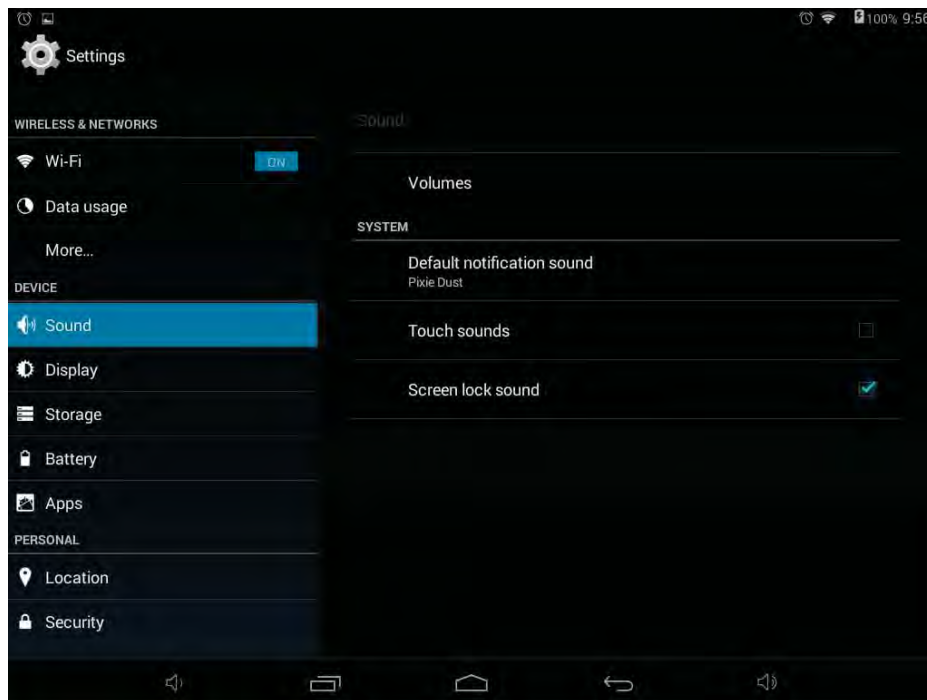 100% 9:56
Settings
WIRELESS & NETWORKS
Wi-Fi
ON
Data usage
More...
DEVICE
Sound
Display
Storage
Battery
Apps
PERSONAL
Location
Security
Sound
Volumes
SYSTEM
Default notification sound
Pixie Dust
Touch sounds
Screen lock sound